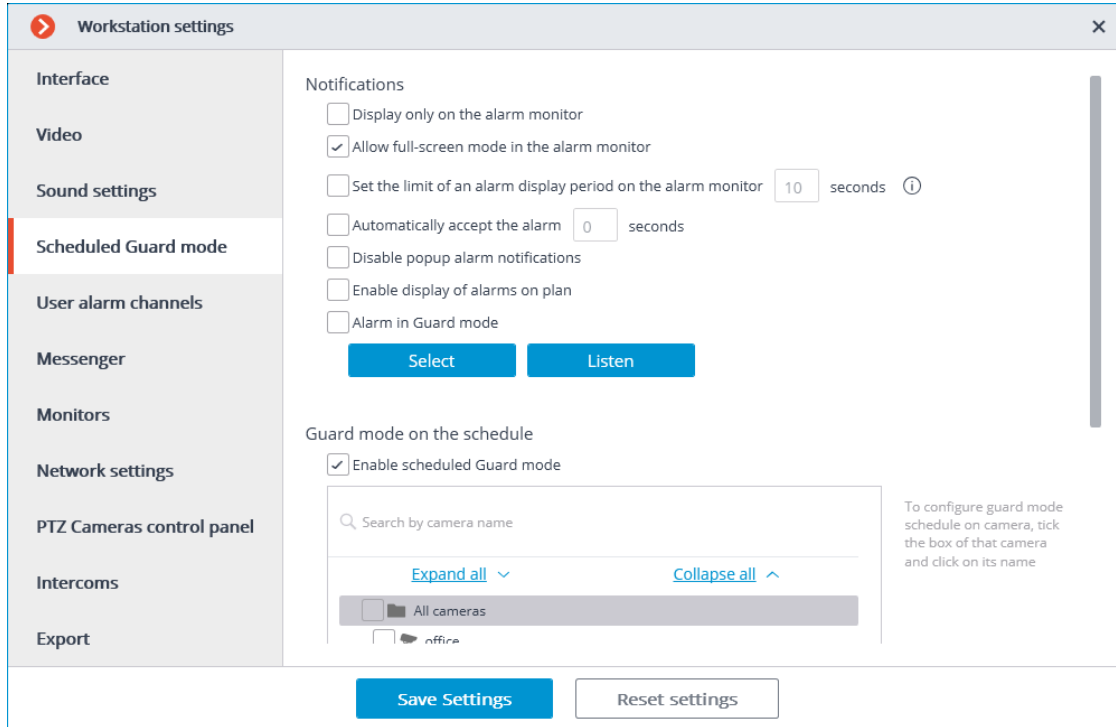 Workstation settings
Interface
Video
Sound settings
Scheduled Guard mode
User alarm channels
Messenger
Monitors
Network settings
PTZ Cameras control panel
Intercoms
Export
Notifications
Display only on the alarm monitor
Allow full-screen mode in the alarm monitor
Set the limit of an alarm display period on the alarm monitor 10 seconds
Automatically accept the alarm 0 seconds
Disable popup alarm notifications
Enable display of alarms on plan
Alarm in Guard mode
Select Listen
Guard mode on the schedule
Enable scheduled Guard mode
Search by camera name
Expand all Collapse all
All cameras
office
To configure guard mode
schedule on camera, tick
the box of that camera
and click on its name
Save Settings Reset settings